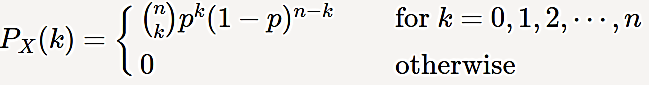 P_X(k) = { \binom{n}{k} p^k (1 − p)^{n−k} for k = 0, 1, 2, ⋯, n
0 otherwise